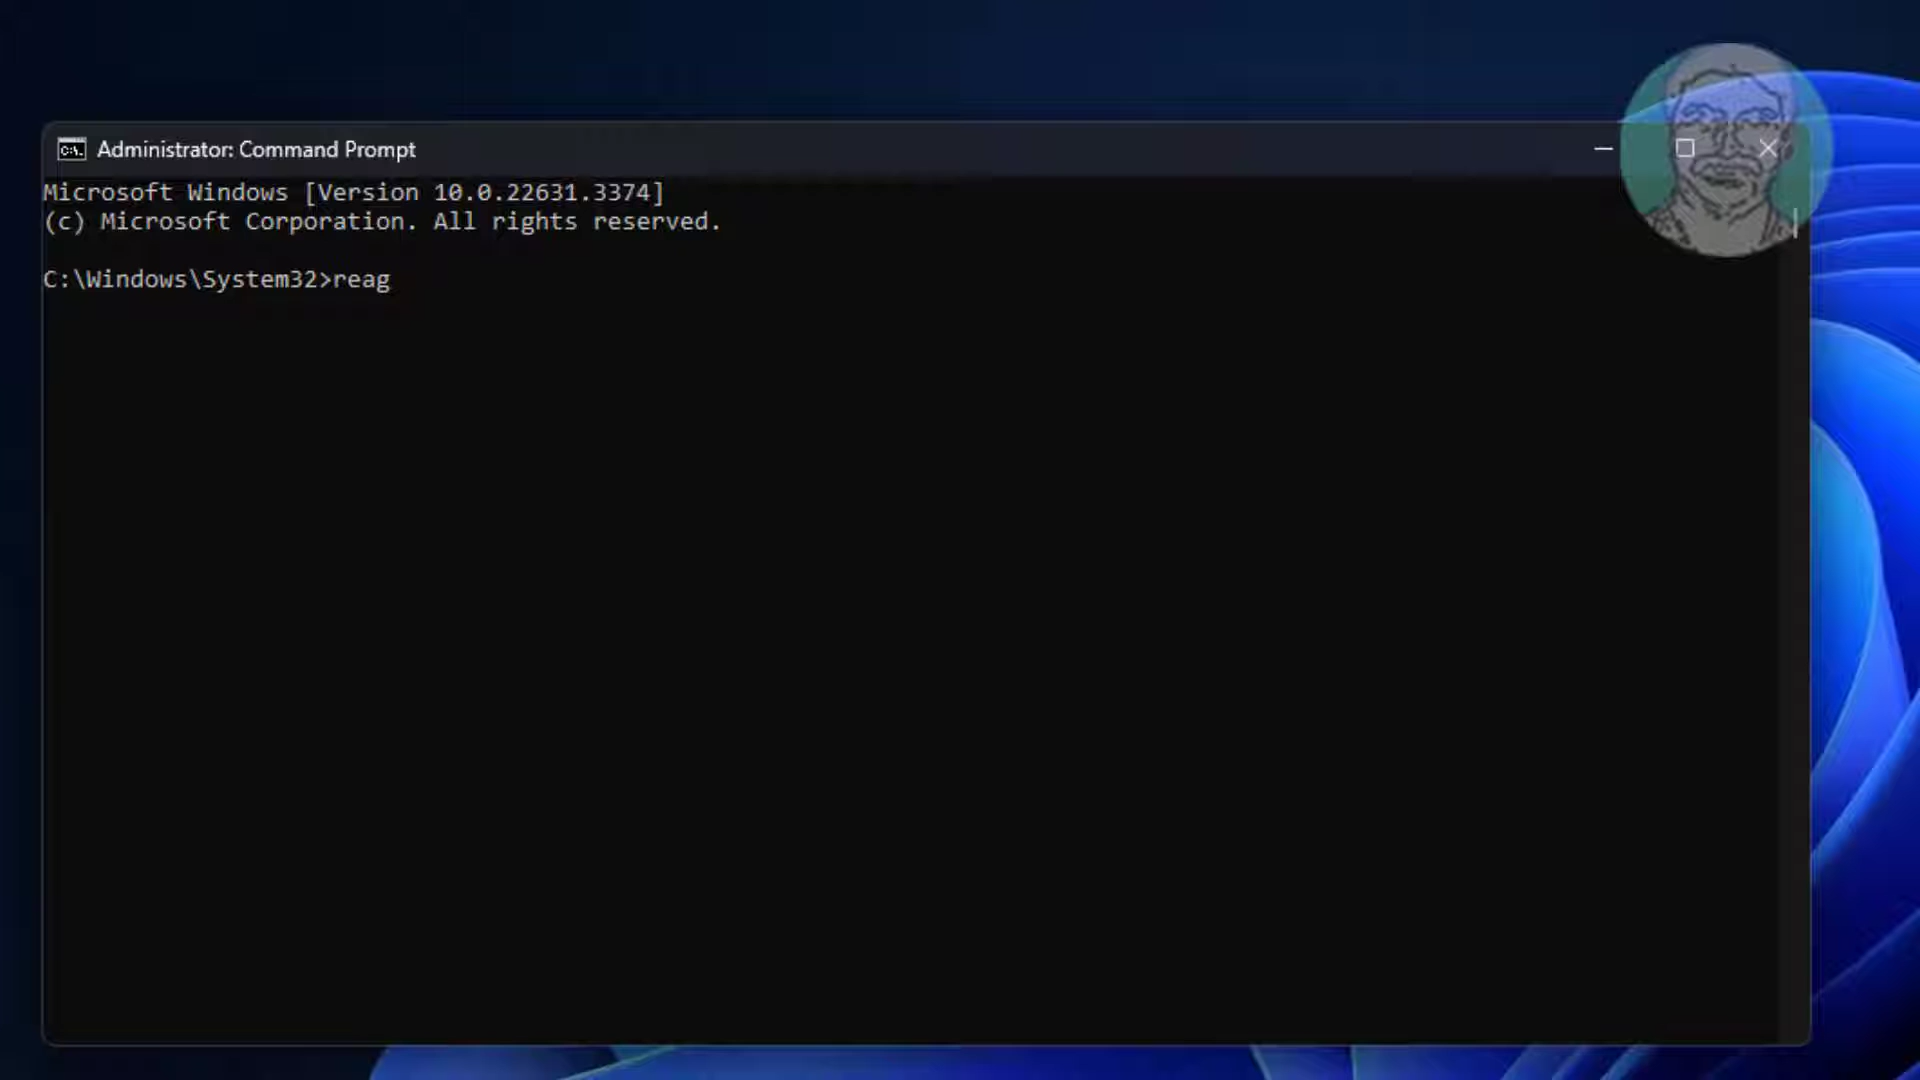 Administrator: Command Prompt
Microsoft Windows [Version 10.0.22631.3374]
(c) Microsoft Corporation. All rights reserved.
C:\Windows\System32>reag